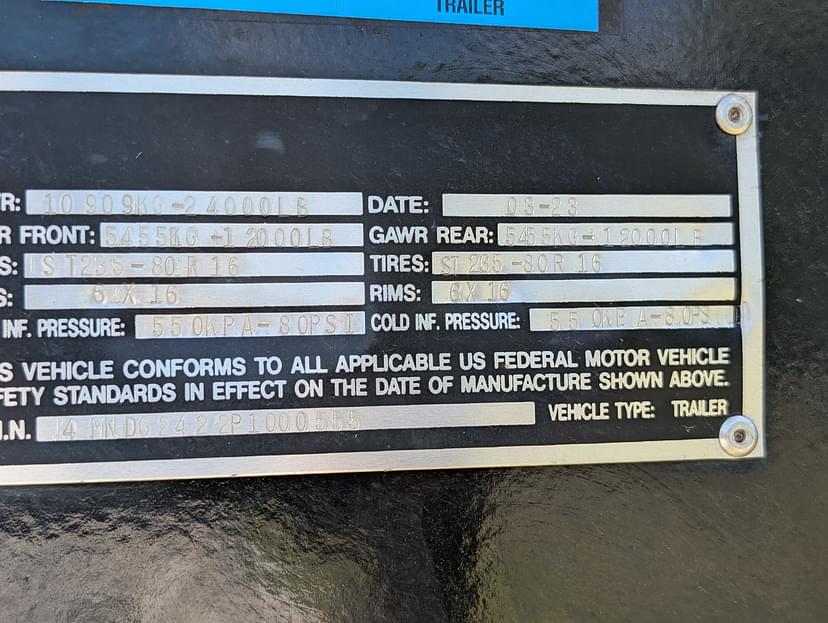 TRAILER
R: 10909KG-24000LB DATE: 03-23
R FRONT: 5455KG-12000LB GAWR REAR: 5455KG-12000LB
S: ST235-80R16 TIRES: ST235-80R16
S: 6X16 RIMS: 6X16
INF. PRESSURE: 550KPA-80PSI COLD INF. PRESSURE: 550KPA-80PSI
S VEHICLE CONFORMS TO ALL APPLICABLE US FEDERAL MOTOR VEHICLE
FETY STANDARDS IN EFFECT ON THE DATE OF MANUFACTURE SHOWN ABOVE.
I.N. 4MNDG2422P1000555 VEHICLE TYPE: TRAILER